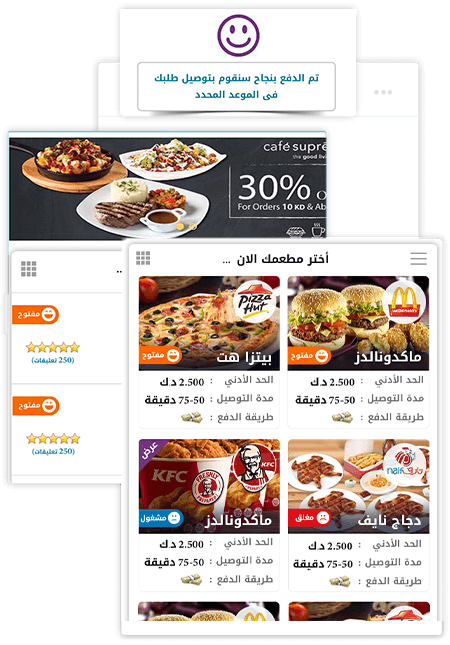 تم الدفع بنجاح سنقوم بتوصيل طلبك
فى الموعد المحدد
café supre
the good livi
30% o
For Orders 10 KD & Ab
..
مفتوح
(250 تعليقات)
مفتوح
(250 تعليقات)
أختر مطعمك الان ...
McDonald's
ماكدونالدز
مفتوح
الحد الأدني : 2.500 د.ك
مدة التوصيل : 50-75 دقيقة
طريقة الدفع :
Pizza Hut
بيتزا هت
مفتوح
الحد الأدني : 2.500 د.ك
مدة التوصيل : 50-75 دقيقة
طريقة الدفع :
دجاج نايف
مغلق
الحد الأدني : 2.500 د.ك
مدة التوصيل : 50-75 دقيقة
طريقة الدفع :
عرض
KFC
KFC
ماكدونالدز
مشغول
الحد الأدني : 2.500 د.ك
مدة التوصيل : 50-75 دقيقة
طريقة الدفع :